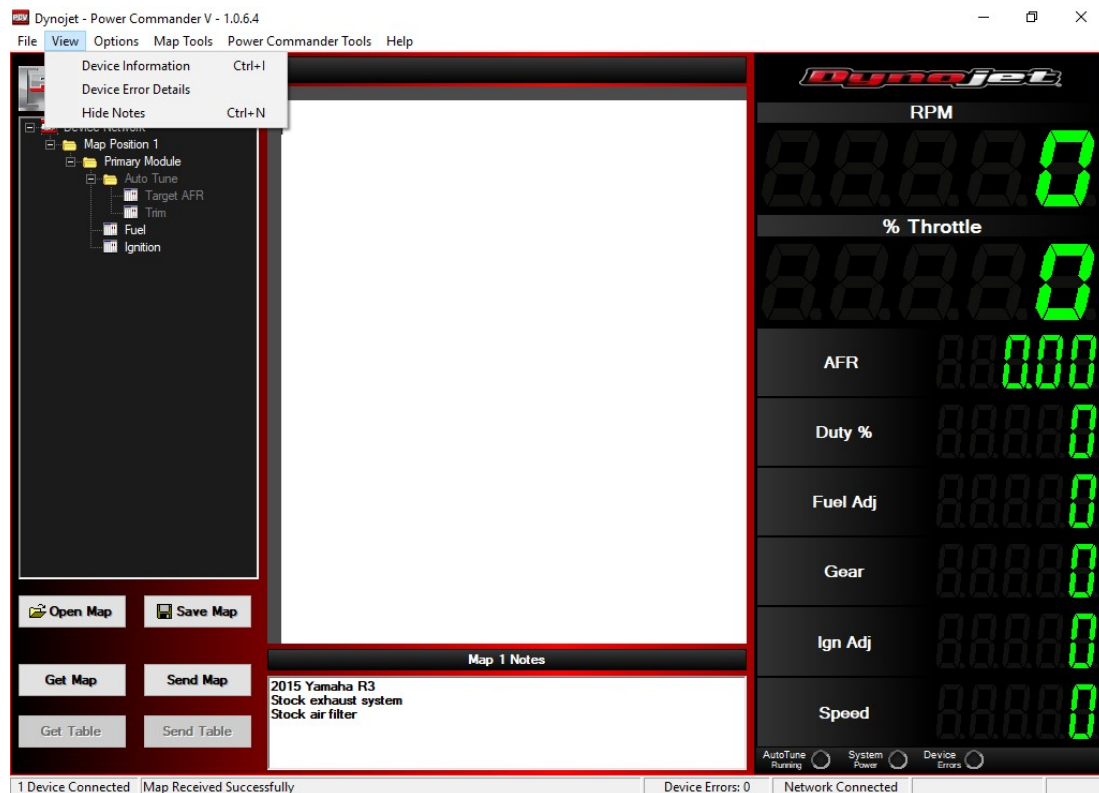 Dynojet - Power Commander V - 1.0.6.4
File View Options Map Tools Power Commander Tools Help
Device Information Ctrl+I
Device Error Details
Hide Notes Ctrl+N
Device Network
Map Position 1
Primary Module
Auto Tune
Target AFR
Trim
Fuel
Ignition
Open Map Save Map
Get Map Send Map
Get Table Send Table
Map 1 Notes
2015 Yamaha R3
Stock exhaust system
Stock air filter
Dynojet
RPM
0
% Throttle
0
AFR 0.00
Duty % 0
Fuel Adj 0
Gear 0
Ign Adj 0
Speed 0
AutoTune Running System Power Device Errors
1 Device Connected Map Received Successfully Device Errors: 0 Network Connected